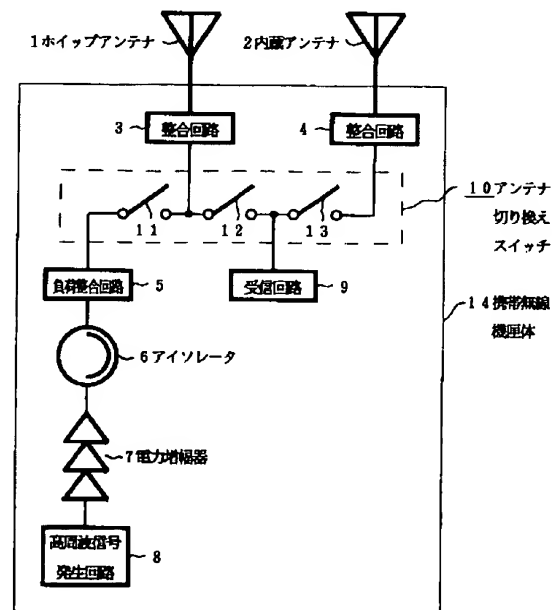 1ホイップアンテナ
2内蔵アンテナ
3
整合回路
4
整合回路
10アンテナ
切り換え
スイッチ
11
12
13
負荷整合回路
5
受信回路
9
14携帯無線
機匣体
6アイソレータ
7電力増幅器
高周波信号
発生回路
8